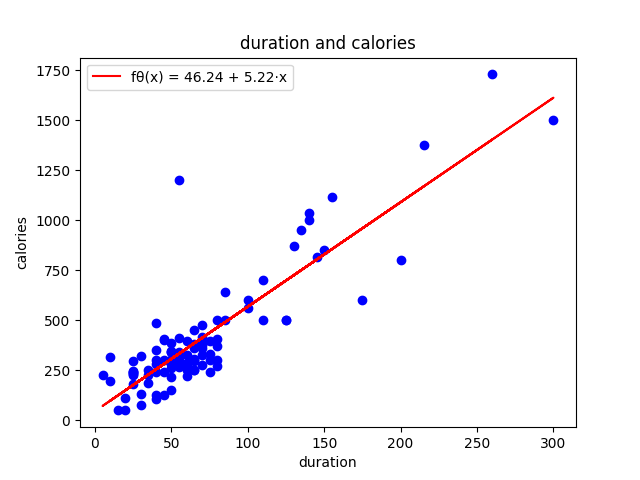 duration and calories
fθ(x) = 46.24 + 5.22·x
1750
1500
1250
1000
750
500
250
0
calories
0 50 100 150 200 250 300
duration